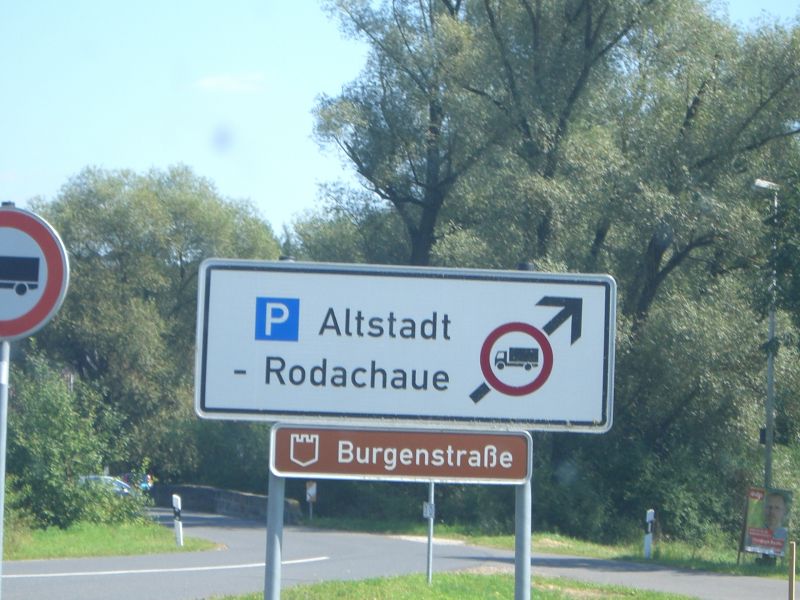 P Altstadt
- Rodachaue
Burgenstraße